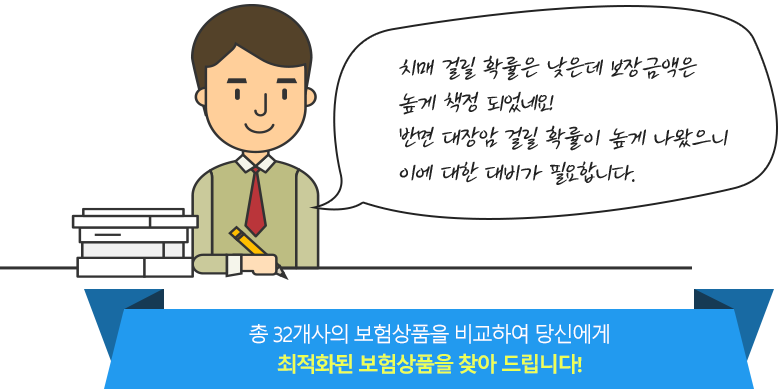 치매 걸릴 확률은 낮은데 보장금액은
높게 책정 되었네요!
반면 대장암 걸릴 확률이 높게 나왔으니
이에 대한 대비가 필요합니다.
총 32개사의 보험상품을 비교하여 당신에게
최적화된 보험상품을 찾아 드립니다!